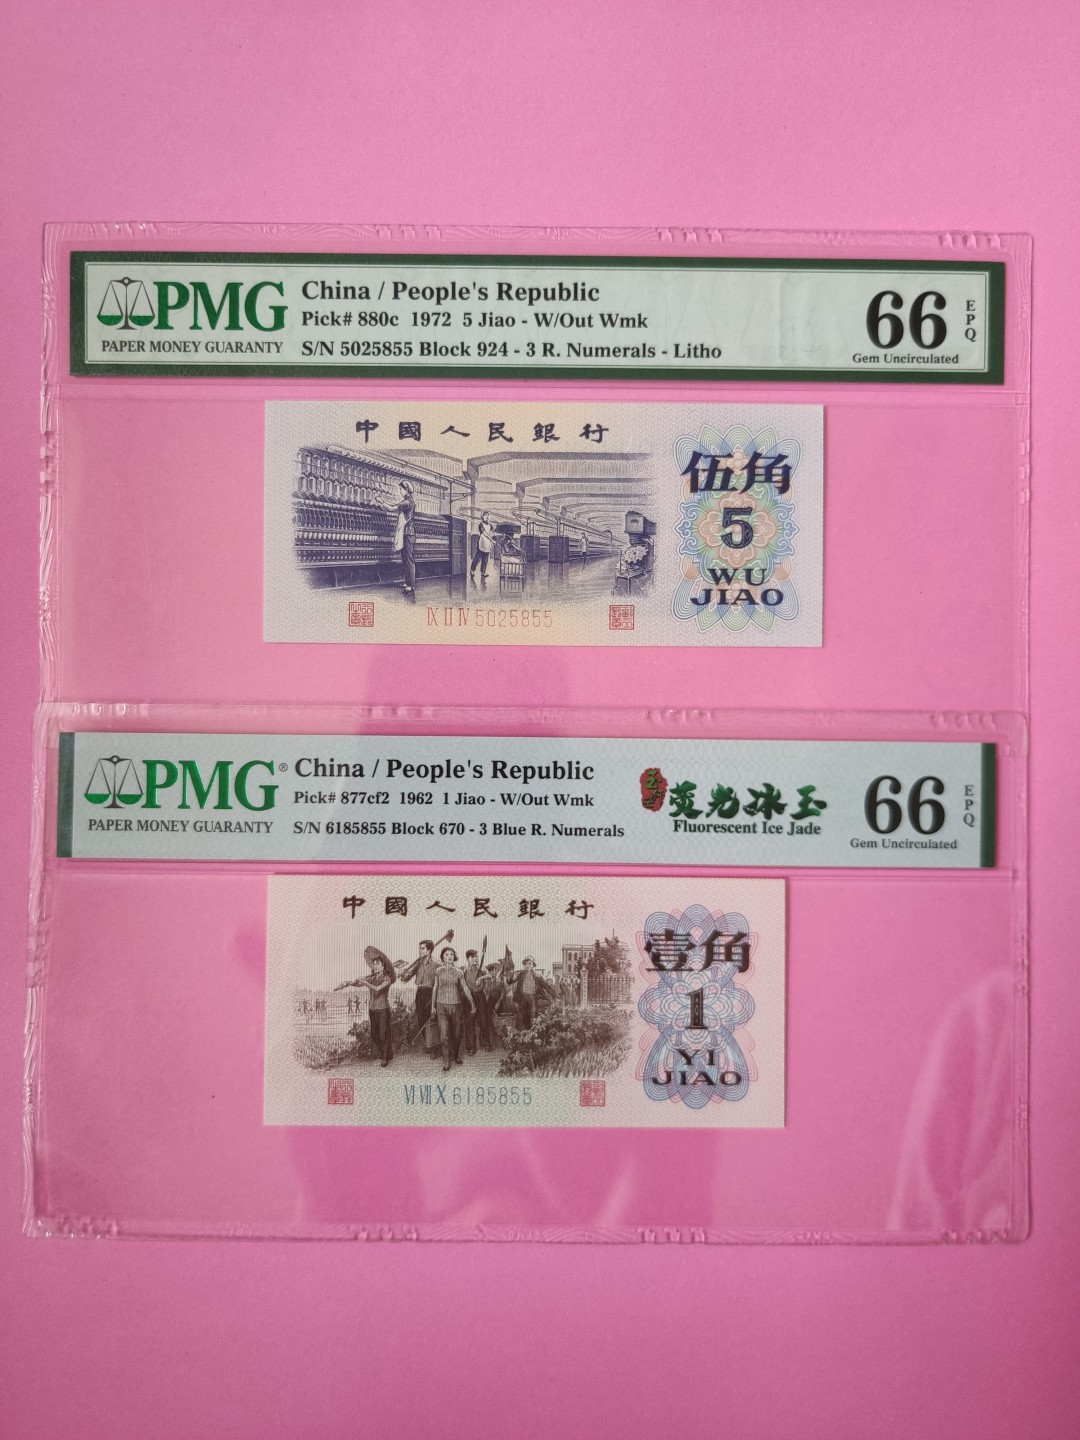 PMG
PAPER MONEY GUARANTY
China / People's Republic
Pick# 880c 1972 5 Jiao - W/Out Wmk
S/N 5025855 Block 924 - 3 R. Numerals - Litho
66
EPQ
Gem Uncirculated
中國人民銀行
伍角
5
WU
JIAO
IX II IV 5025855
PMG®
PAPER MONEY GUARANTY
China / People's Republic
Pick# 877cf2 1962 1 Jiao - W/Out Wmk
S/N 6185855 Block 670 - 3 Blue R. Numerals
荧光冰玉
Fluorescent Ice Jade
66
EPQ
Gem Uncirculated
中國人民銀行
壹角
1
YI
JIAO
VI VII X 6185855